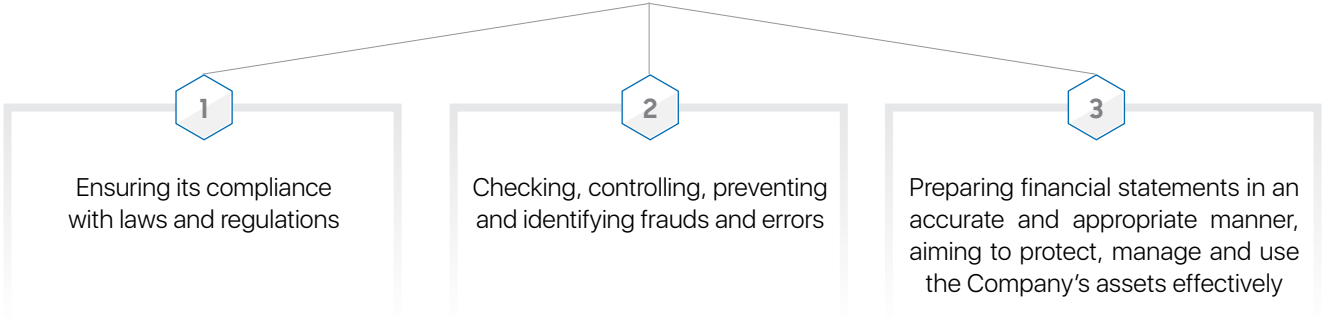 1
Ensuring its compliance
with laws and regulations
2
Checking, controlling, preventing
and identifying frauds and errors
3
Preparing financial statements in an
accurate and appropriate manner,
aiming to protect, manage and use
the Company’s assets effectively